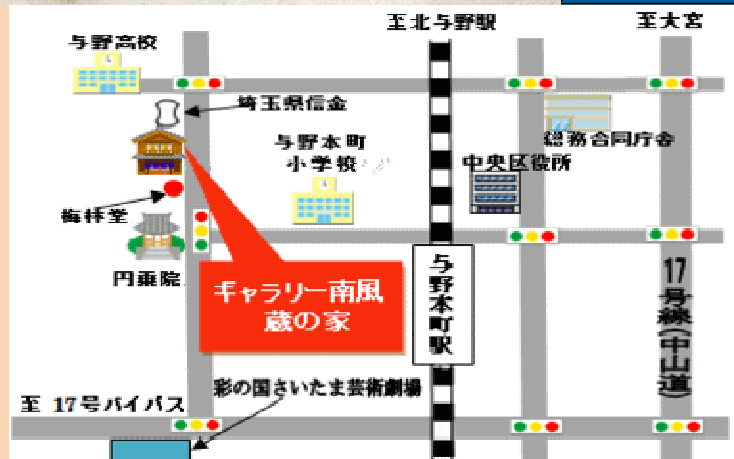 至北与野駅
至大宮
与野高校
埼玉県信金
与野本町
小学校
総務合同庁舎
中央区役所
梅林堂
円乗院
ギャラリー南風
蔵の家
与野本町駅
17号線(中山道)
彩の国さいたま芸術劇場
至 17号バイパス